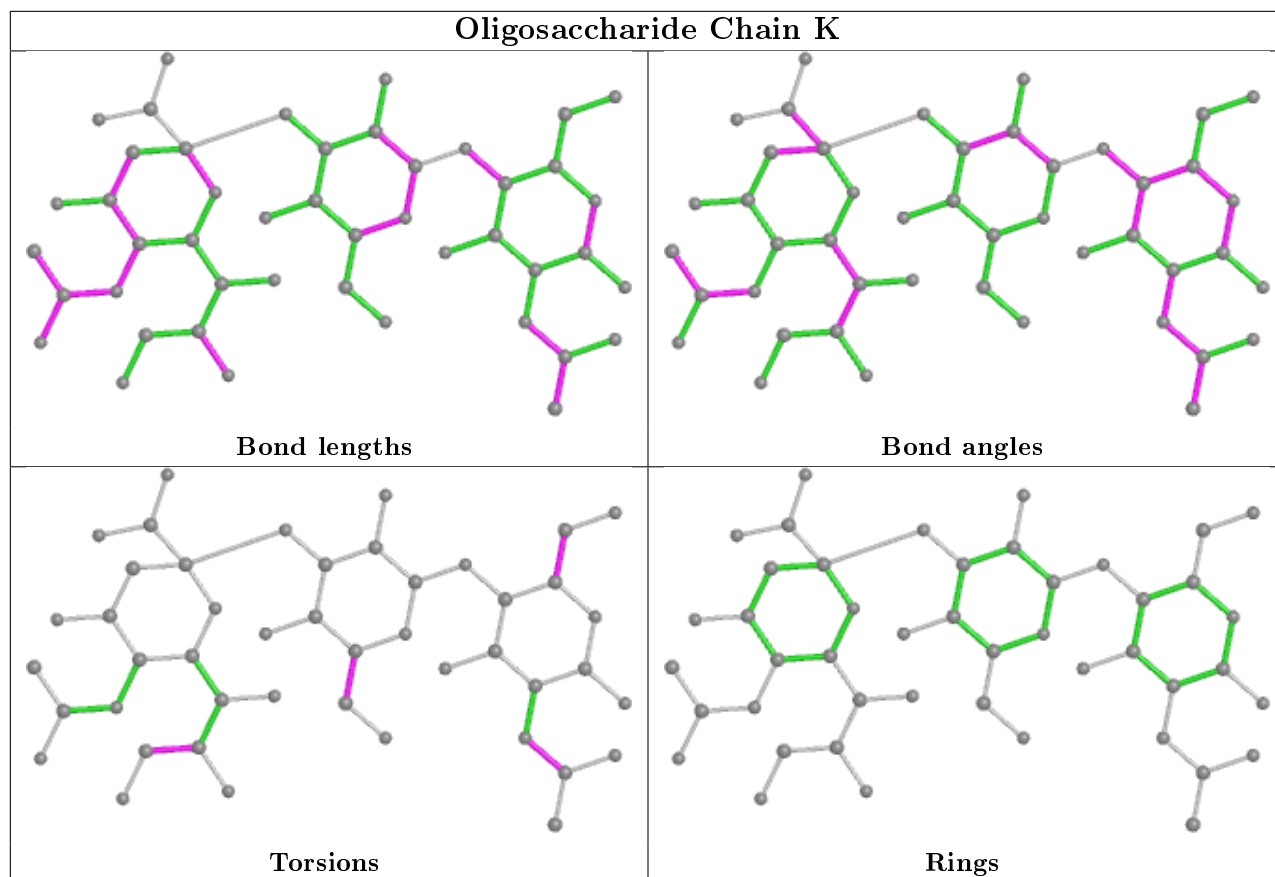 Oligosaccharide Chain K
Bond lengths
Bond angles
Torsions
Rings